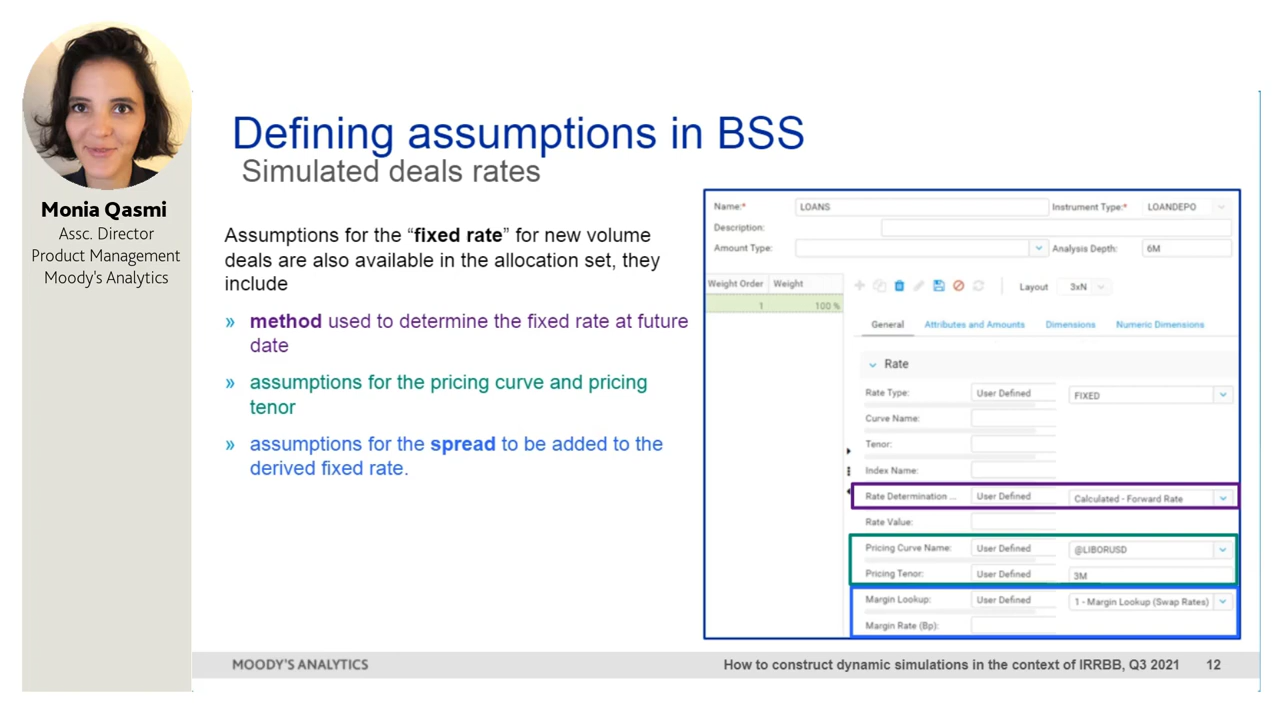 Monia Qasmi
Assc. Director
Product Management
Moody's Analytics
Defining assumptions in BSS
Simulated deals rates
Assumptions for the “fixed rate” for new volume
deals are also available in the allocation set, they
include
» method used to determine the fixed rate at future
date
» assumptions for the pricing curve and pricing
tenor
» assumptions for the spread to be added to the
derived fixed rate.
Name:* LOANS Instrument Type:* LOANDEPO
Description:
Amount Type: Analysis Depth: 6M
Weight Order Weight
1 100 %
Layout 3xN
General Attributes and Amounts Dimensions Numeric Dimensions
Rate
Rate Type: User Defined FIXED
Curve Name:
Tenor:
Index Name:
Rate Determination ... User Defined Calculated - Forward Rate
Rate Value:
Pricing Curve Name: User Defined @LIBORUSD
Pricing Tenor: User Defined 3M
Margin Lookup: User Defined 1 - Margin Lookup (Swap Rates)
Margin Rate (Bp):
MOODY'S ANALYTICS
How to construct dynamic simulations in the context of IRRBB, Q3 2021 12